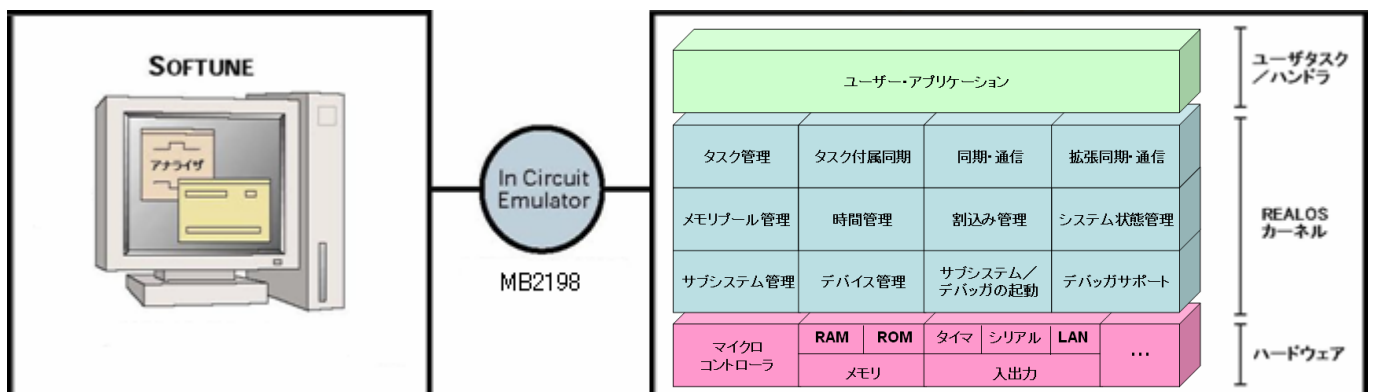 SOFTUNE
アナライザ
In Circuit
Emulator
MB2198
ユーザー・アプリケーション
タスク管理
タスク付属同期
同期・通信
拡張同期・通信
メモリプール管理
時間管理
割込み管理
システム状態管理
サブシステム管理
デバイス管理
サブシステム/
デバッガの起動
デバッガサポート
マイクロ
コントローラ
RAM
ROM
メモリ
タイマ
シリアル
LAN
入出力
...
ユーザタスク
/ハンドラ
REALOS
カーネル
ハードウェア